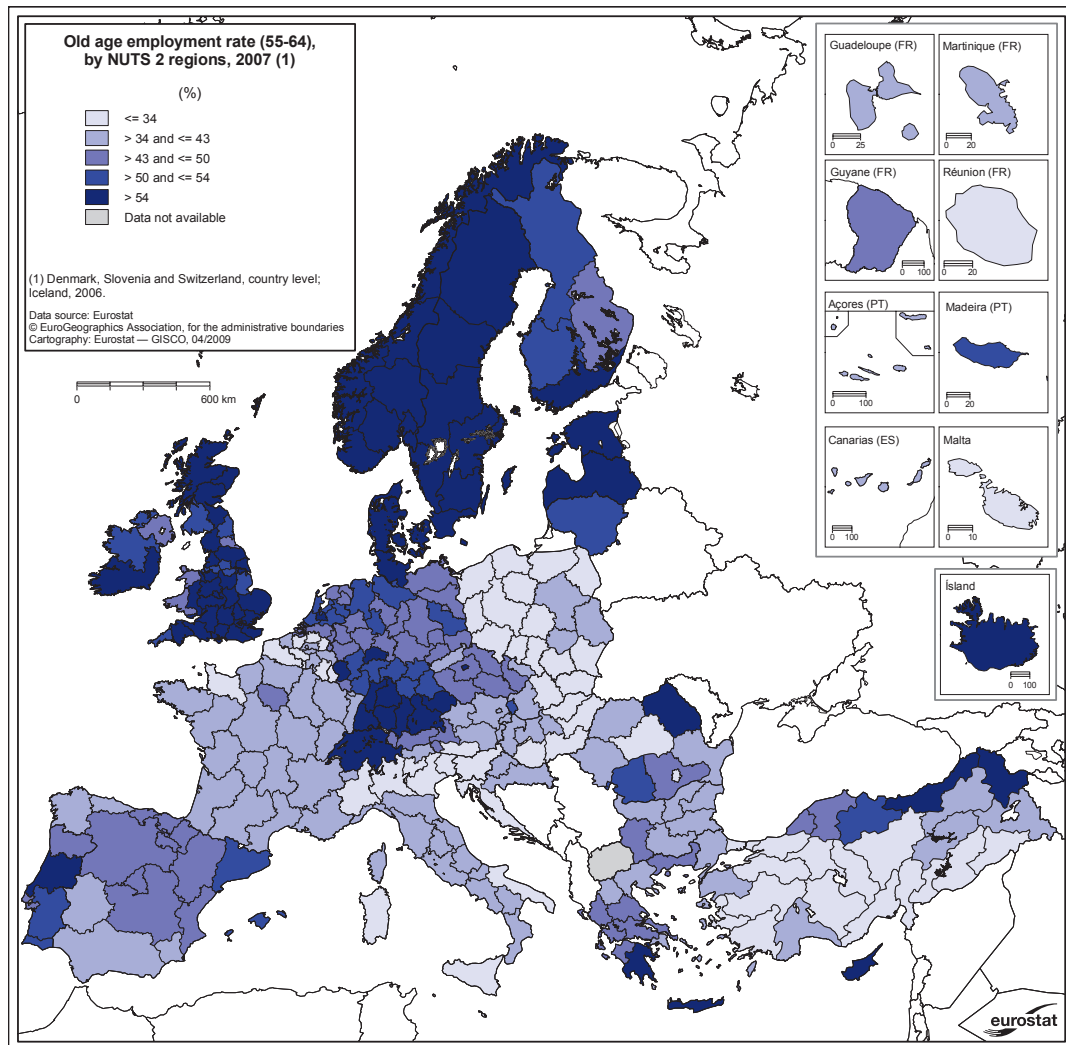 Old age employment rate (55-64),
by NUTS 2 regions, 2007 (1)
(%)
<= 34
> 34 and <= 43
> 43 and <= 50
> 50 and <= 54
> 54
Data not available
(1) Denmark, Slovenia and Switzerland, country level;
Iceland, 2006.
Data source: Eurostat
© EuroGeographics Association, for the administrative boundaries
Cartography: Eurostat — GISCO, 04/2009
0 600 km
Guadeloupe (FR)
0 25
Martinique (FR)
0 20
Guyane (FR)
0 100
Réunion (FR)
0 20
Açores (PT)
0 100
Madeira (PT)
0 20
Canarias (ES)
0 100
Malta
0 10
Ísland
0 100
eurostat